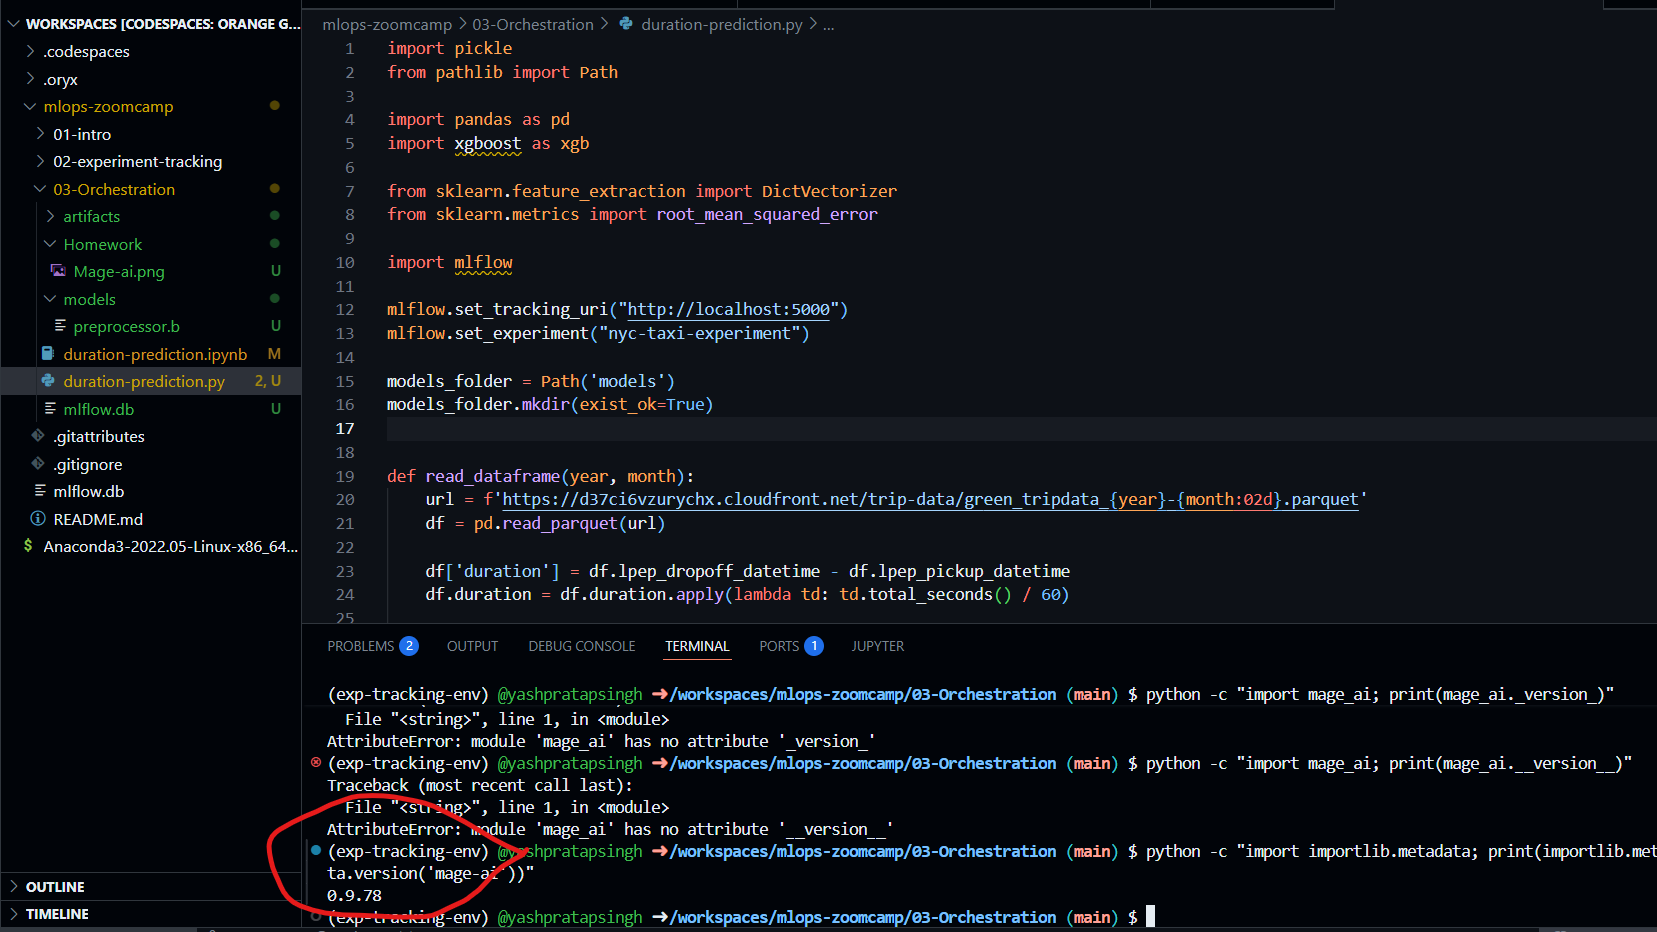 WORKSPACES [CODESPACES: ORANGE G...
.codespaces
.oryx
mlops-zoomcamp
01-intro
02-experiment-tracking
03-Orchestration
artifacts
Homework
Mage-ai.png U
models
preprocessor.b U
duration-prediction.ipynb M
duration-prediction.py 2, U
mlflow.db U
.gitattributes
.gitignore
mlflow.db
README.md
$ Anaconda3-2022.05-Linux-x86_64...
OUTLINE
TIMELINE
mlops-zoomcamp > 03-Orchestration > duration-prediction.py > ...
1 import pickle
2 from pathlib import Path
3
4 import pandas as pd
5 import xgboost as xgb
6
7 from sklearn.feature_extraction import DictVectorizer
8 from sklearn.metrics import root_mean_squared_error
9
10 import mlflow
11
12 mlflow.set_tracking_uri("http://localhost:5000")
13 mlflow.set_experiment("nyc-taxi-experiment")
14
15 models_folder = Path('models')
16 models_folder.mkdir(exist_ok=True)
17
18
19 def read_dataframe(year, month):
20 url = f'https://d37ci6vzurychx.cloudfront.net/trip-data/green_tripdata_{year}-{month:02d}.parquet'
21 df = pd.read_parquet(url)
22
23 df['duration'] = df.lpep_dropoff_datetime - df.lpep_pickup_datetime
24 df.duration = df.duration.apply(lambda td: td.total_seconds() / 60)
25
PROBLEMS 2 OUTPUT DEBUG CONSOLE TERMINAL PORTS 1 JUPYTER
(exp-tracking-env) @yashpratapsingh ➜/workspaces/mlops-zoomcamp/03-Orchestration (main) $ python -c "import mage_ai; print(mage_ai._version_)"
File "<string>", line 1, in <module>
AttributeError: module 'mage_ai' has no attribute '_version_'
(exp-tracking-env) @yashpratapsingh ➜/workspaces/mlops-zoomcamp/03-Orchestration (main) $ python -c "import mage_ai; print(mage_ai.__version__)"
Traceback (most recent call last):
File "<string>", line 1, in <module>
AttributeError: module 'mage_ai' has no attribute '__version__'
(exp-tracking-env) @yashpratapsingh ➜/workspaces/mlops-zoomcamp/03-Orchestration (main) $ python -c "import importlib.metadata; print(importlib.met
ta.version('mage-ai'))"
0.9.78
(exp-tracking-env) @yashpratapsingh ➜/workspaces/mlops-zoomcamp/03-Orchestration (main) $